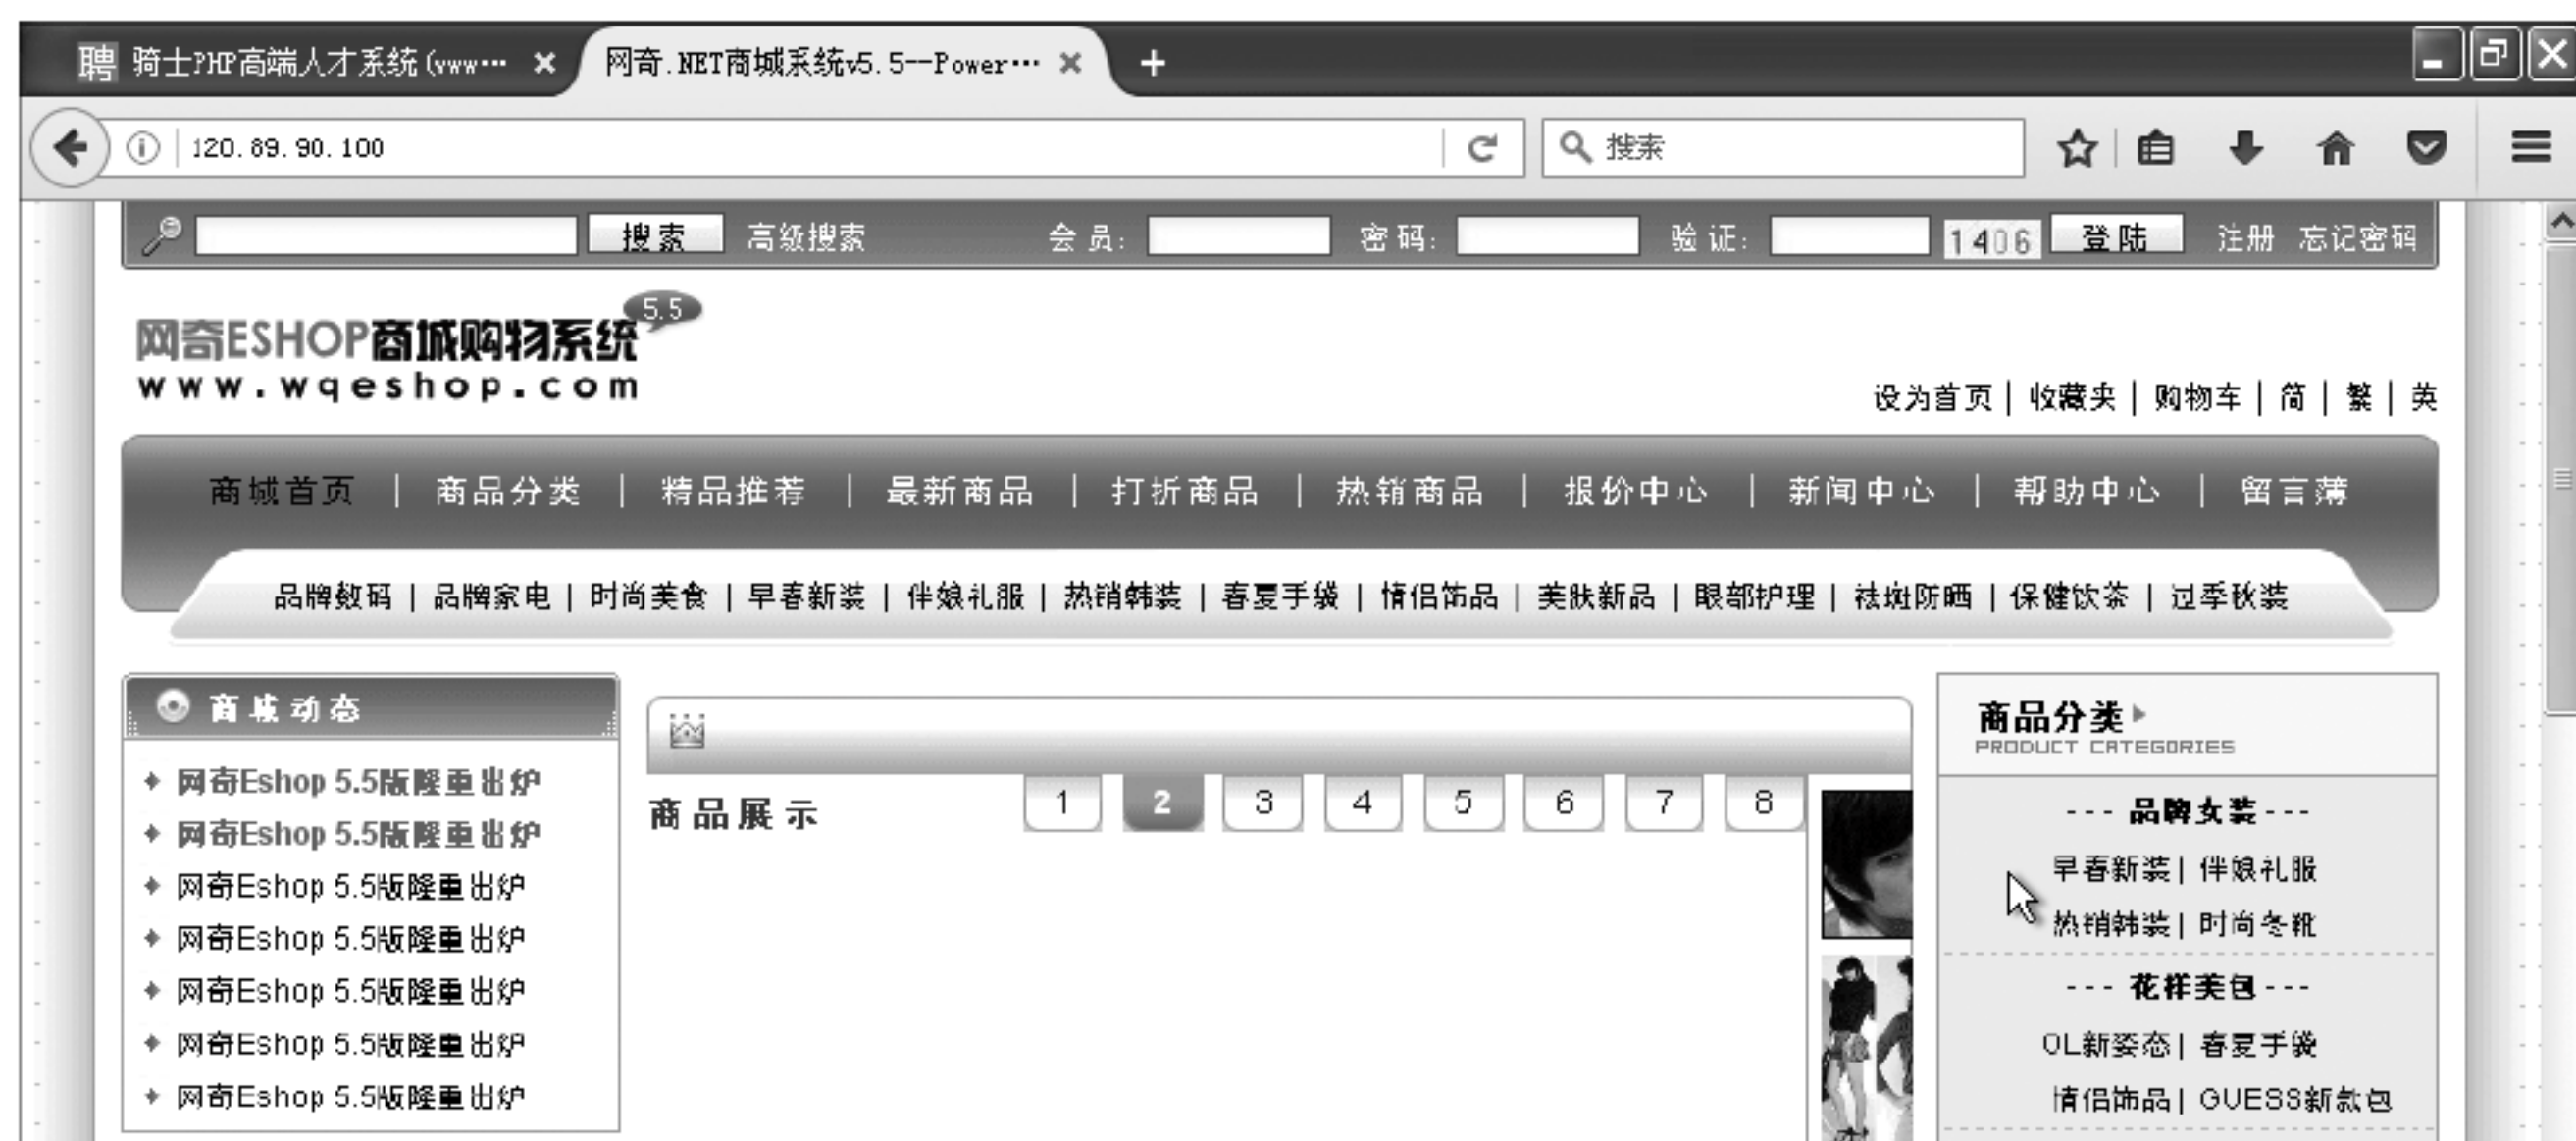 聘 骑士PHP高端人才系统(www… 网奇.NET商城系统v5.5--Power…
120.89.90.100 搜索
搜索 高级搜索 会员: 密码: 验证: 1406 登陆 注册 忘记密码
5.5
网奇ESHOP商城购物系统
www.wqeshop.com
设为首页 | 收藏夹 | 购物车 | 简 | 繁 | 英
商城首页 | 商品分类 | 精品推荐 | 最新商品 | 打折商品 | 热销商品 | 报价中心 | 新闻中心 | 帮助中心 | 留言薄
品牌数码 | 品牌家电 | 时尚美食 | 早春新装 | 伴娘礼服 | 热销韩装 | 春夏手袋 | 情侣饰品 | 美肤新品 | 眼部护理 | 祛斑防晒 | 保健饮茶 | 过季秋装
商城动态
网奇Eshop 5.5版隆重出炉
网奇Eshop 5.5版隆重出炉
网奇Eshop 5.5版隆重出炉
网奇Eshop 5.5版隆重出炉
网奇Eshop 5.5版隆重出炉
网奇Eshop 5.5版隆重出炉
网奇Eshop 5.5版隆重出炉
商品展示 1 2 3 4 5 6 7 8
商品分类
PRODUCT CATEGORIES
--- 品牌女装 ---
早春新装 | 伴娘礼服
热销韩装 | 时尚冬靴
--- 花样美包 ---
OL新姿态 | 春夏手袋
情侣饰品 | GUESS新款包